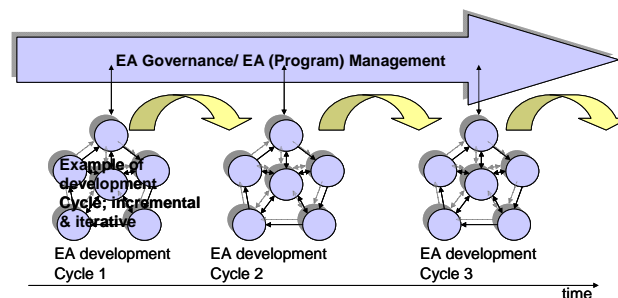 EA Governance/ EA (Program) Management
Example of
development
Cycle; incremental
& iterative
EA development
Cycle 1
EA development
Cycle 2
EA development
Cycle 3
time